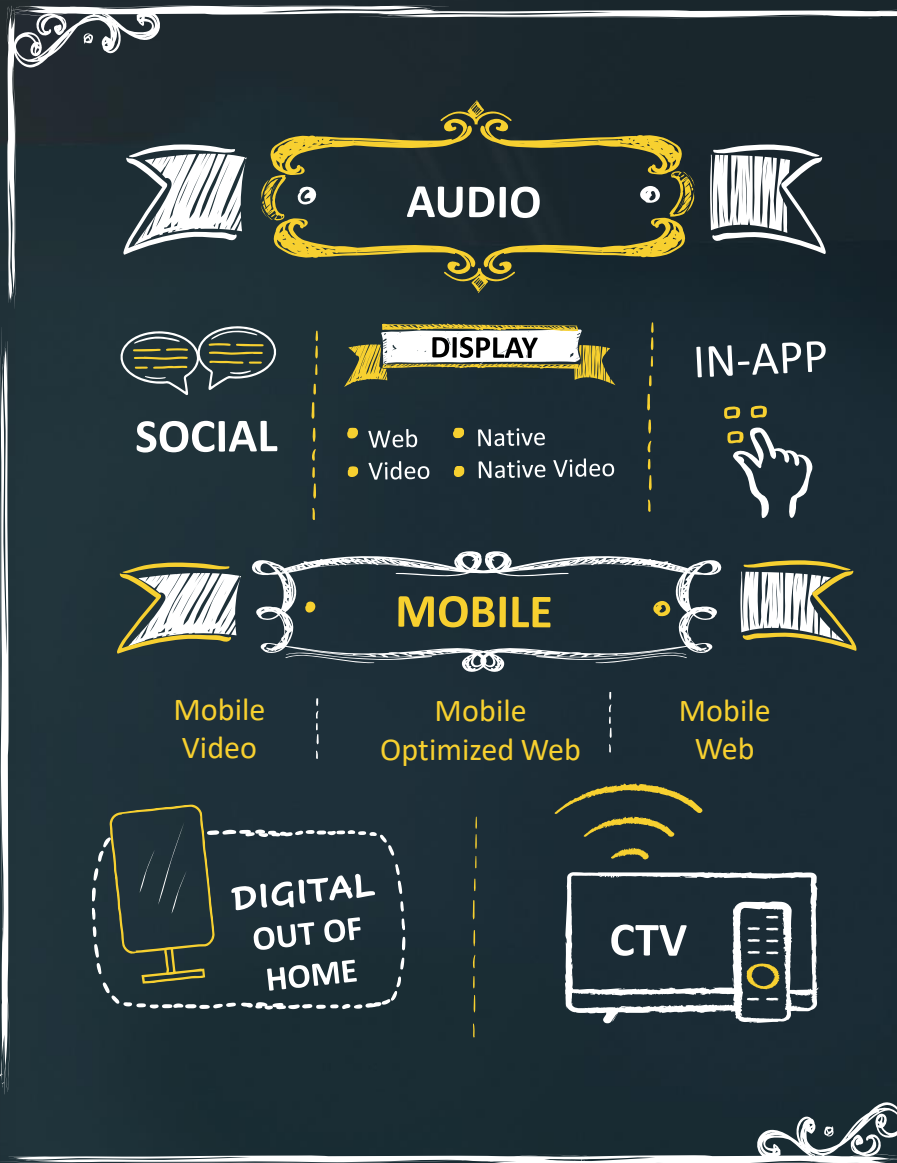 AUDIO
SOCIAL
DISPLAY
Web
Native
Video
Native Video
IN-APP
MOBILE
Mobile
Video
Mobile
Optimized Web
Mobile
Web
DIGITAL
OUT OF
HOME
CTV